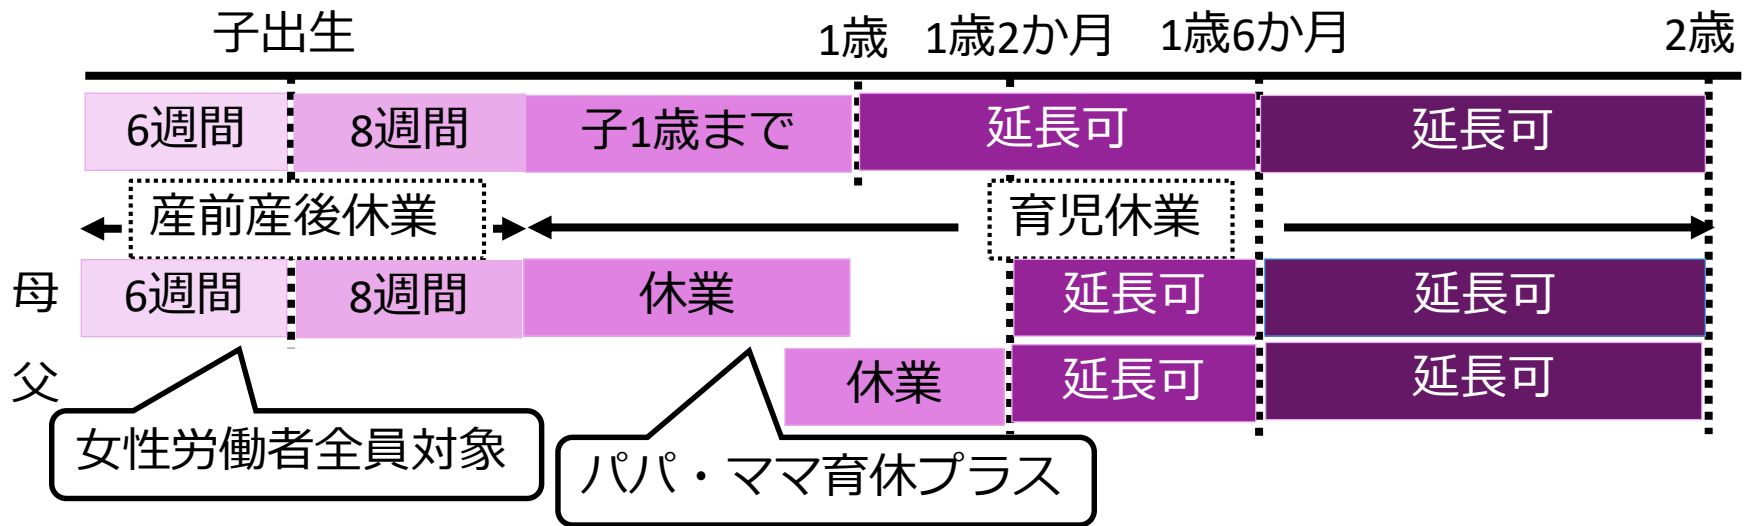 子出生 1歳 1歳2か月 1歳6か月 2歳
6週間 8週間 子1歳まで 延長可 延長可
産前産後休業 育児休業
母 6週間 8週間 休業 延長可 延長可
父 休業 延長可 延長可
女性労働者全員対象
パパ・ママ育休プラス